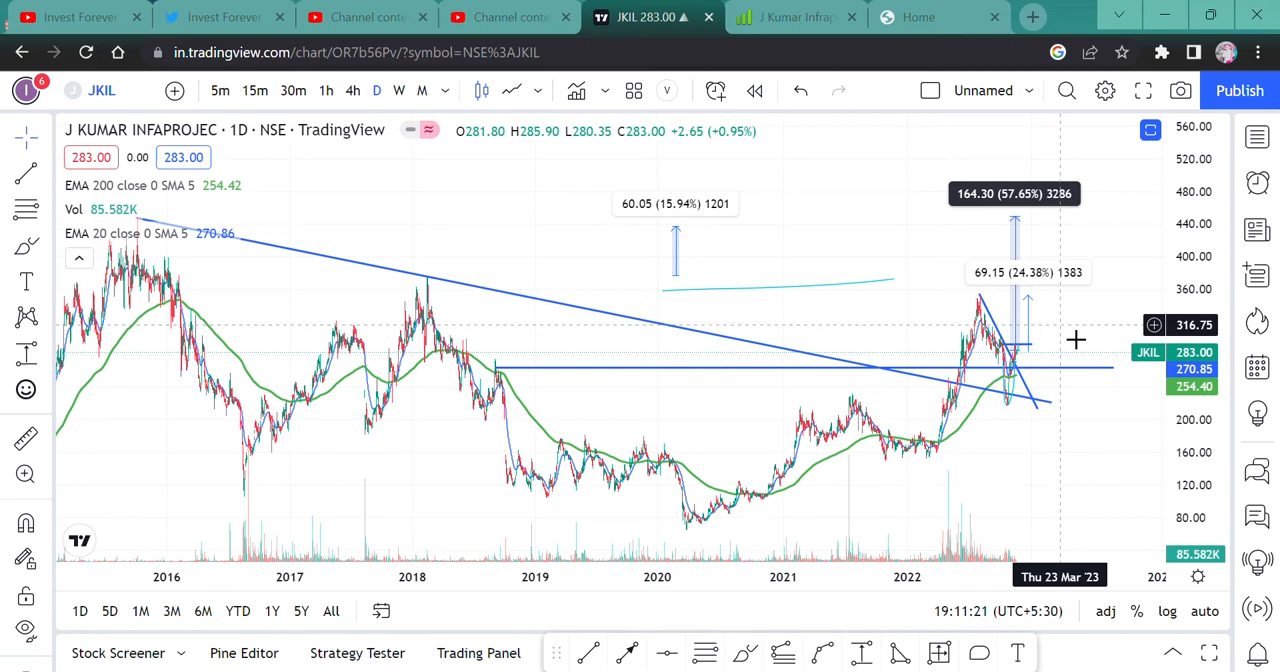 Invest Forever
Invest Forever
Channel conte
Channel conte
JKIL 283.00
J Kumar Infrap
Home
in.tradingview.com/chart/OR7b56Pv/?symbol=NSE%3AJKIL
I 6
J JKIL
5m 15m 30m 1h 4h D W M
V
Unnamed
Publish
J KUMAR INFAPROJEC · 1D · NSE · TradingView
O281.80 H285.90 L280.35 C283.00 +2.65 (+0.95%)
283.00 0.00 283.00
EMA 200 close 0 SMA 5 254.42
Vol 85.582K
EMA 20 close 0 SMA 5 270.86
60.05 (15.94%) 1201
164.30 (57.65%) 3286
69.15 (24.38%) 1383
560.00
520.00
480.00
440.00
400.00
360.00
316.75
JKIL 283.00
270.85
254.40
200.00
160.00
120.00
80.00
85.582K
2016 2017 2018 2019 2020 2021 2022 Thu 23 Mar '23 202
1D 5D 1M 3M 6M YTD 1Y 5Y All
19:11:21 (UTC+5:30)
adj % log auto
Stock Screener
Pine Editor
Strategy Tester
Trading Panel
T